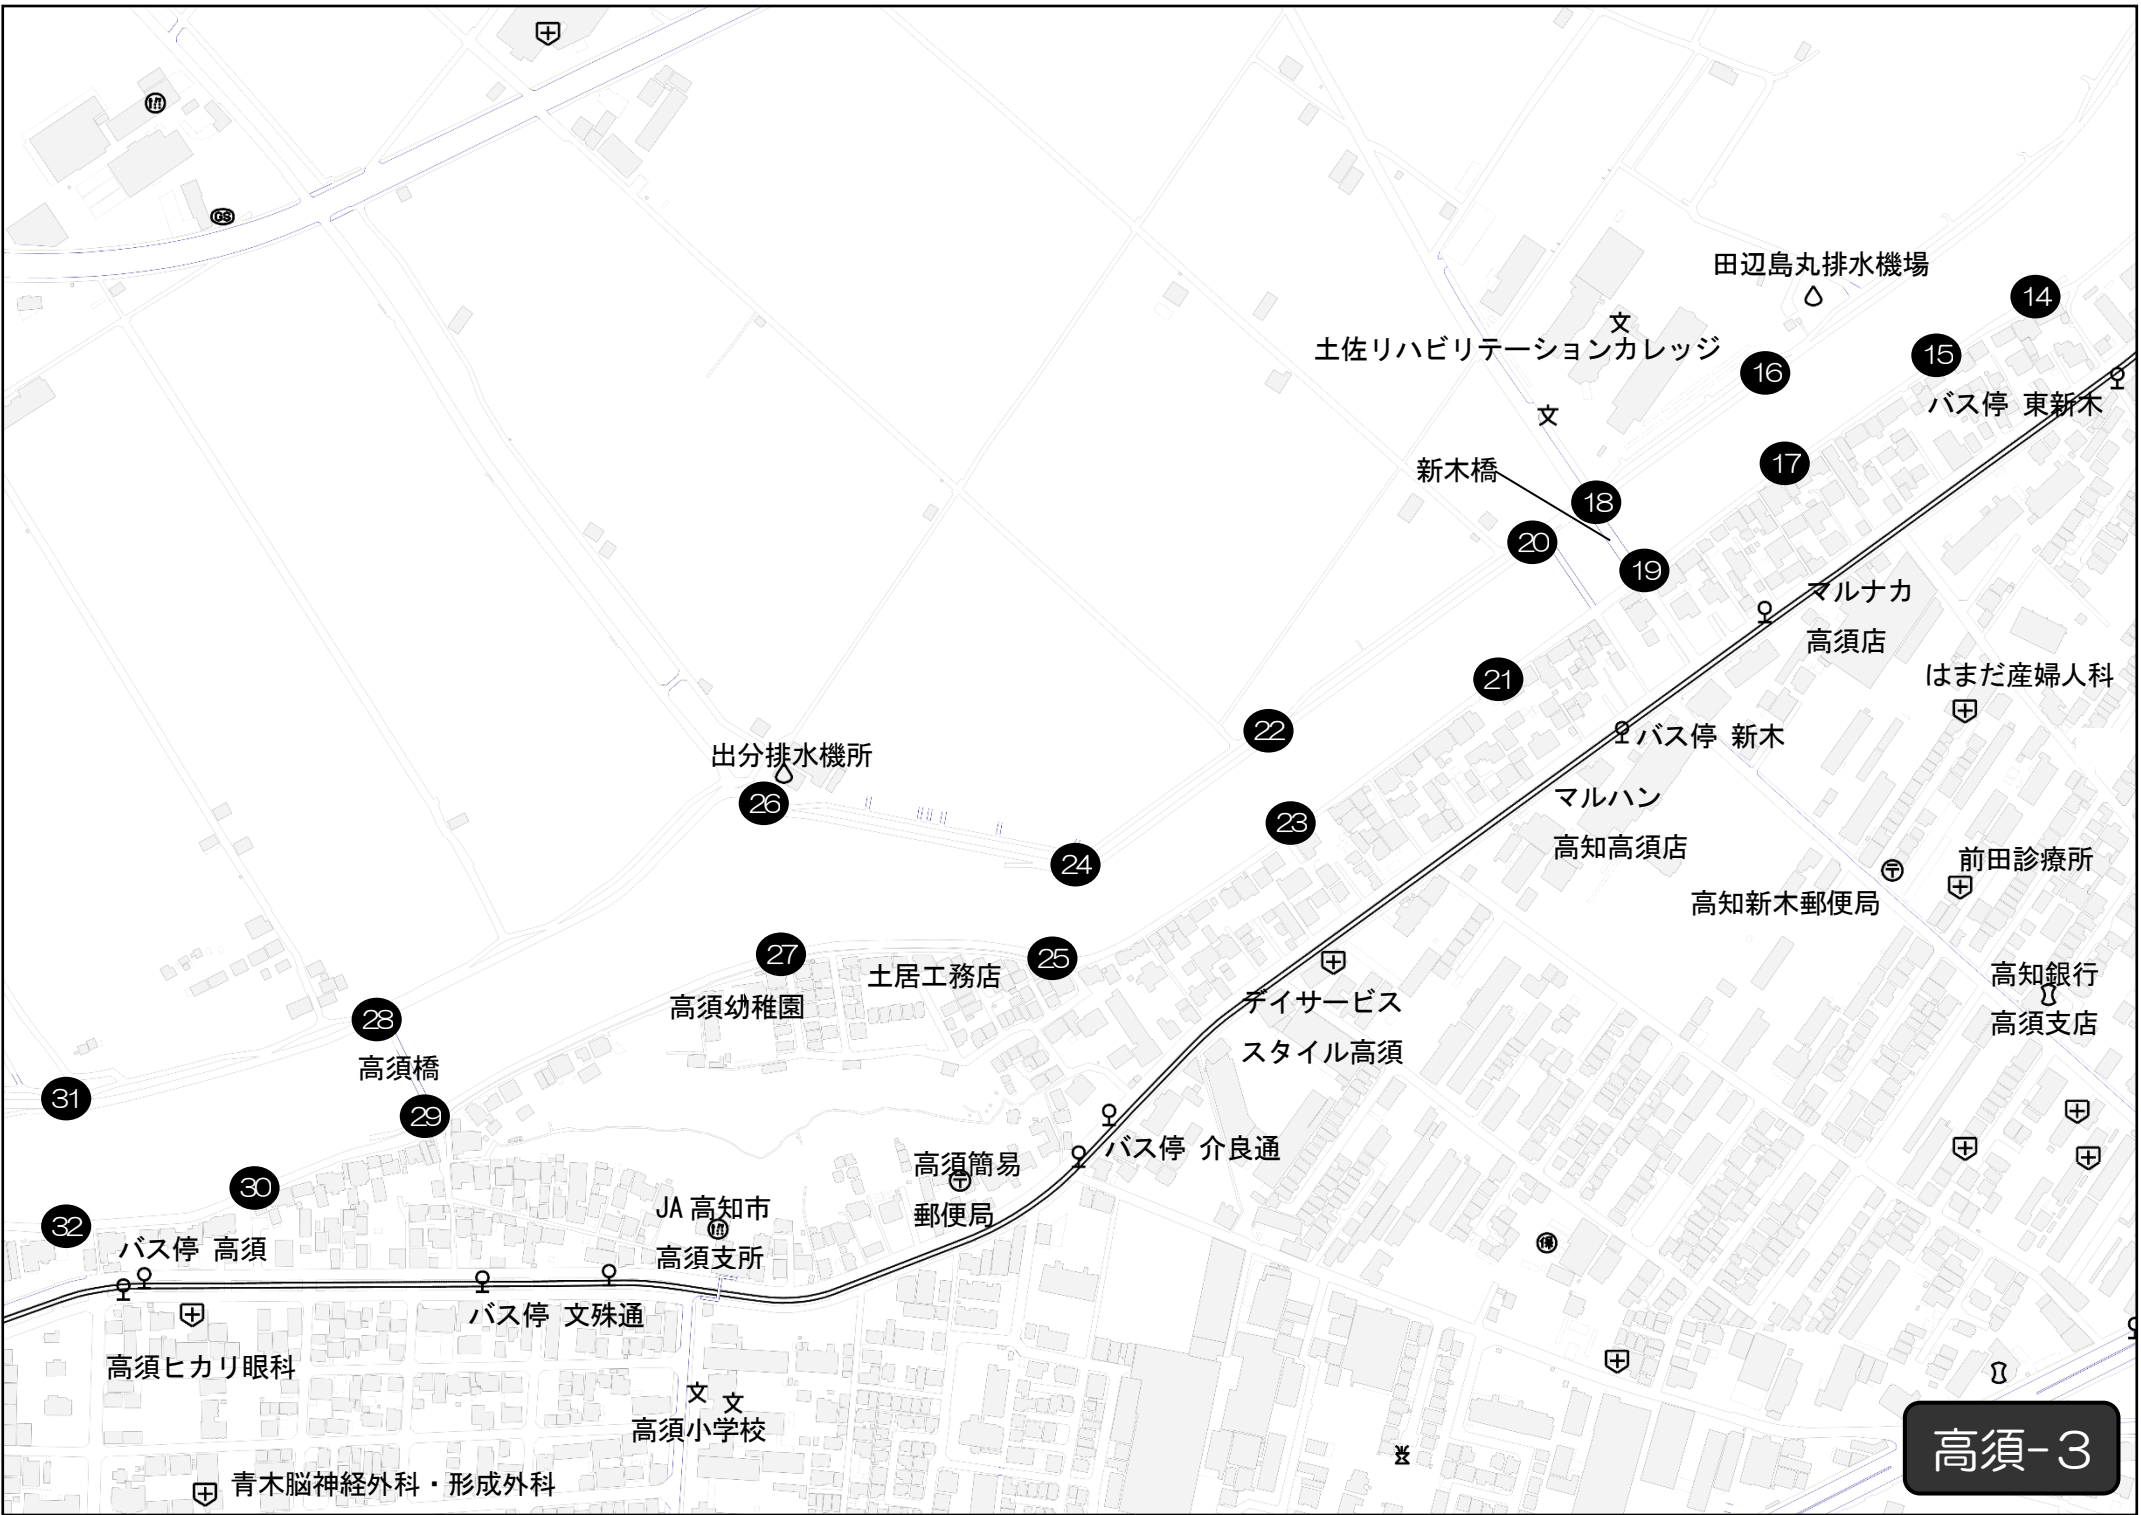 GS
田辺島丸排水機場
14
文
土佐リハビリテーションカレッジ
15
16
バス停 東新木
文
新木橋
17
18
20
19
マルナカ
高須店
はまだ産婦人科
21
22
バス停 新木
出分排水機所
26
マルハン
高知高須店
23
24
前田診療所
高知新木郵便局
27
25
土居工務店
高須幼稚園
高知銀行
高須支店
デイサービス
スタイル高須
28
高須橋
31
29
バス停 介良通
高須簡易
郵便局
30
32
JA高知市
高須支所
バス停 高須
保
バス停 文殊通
高須ヒカリ眼科
文
文
高須小学校
青木脳神経外科・形成外科
高須-3